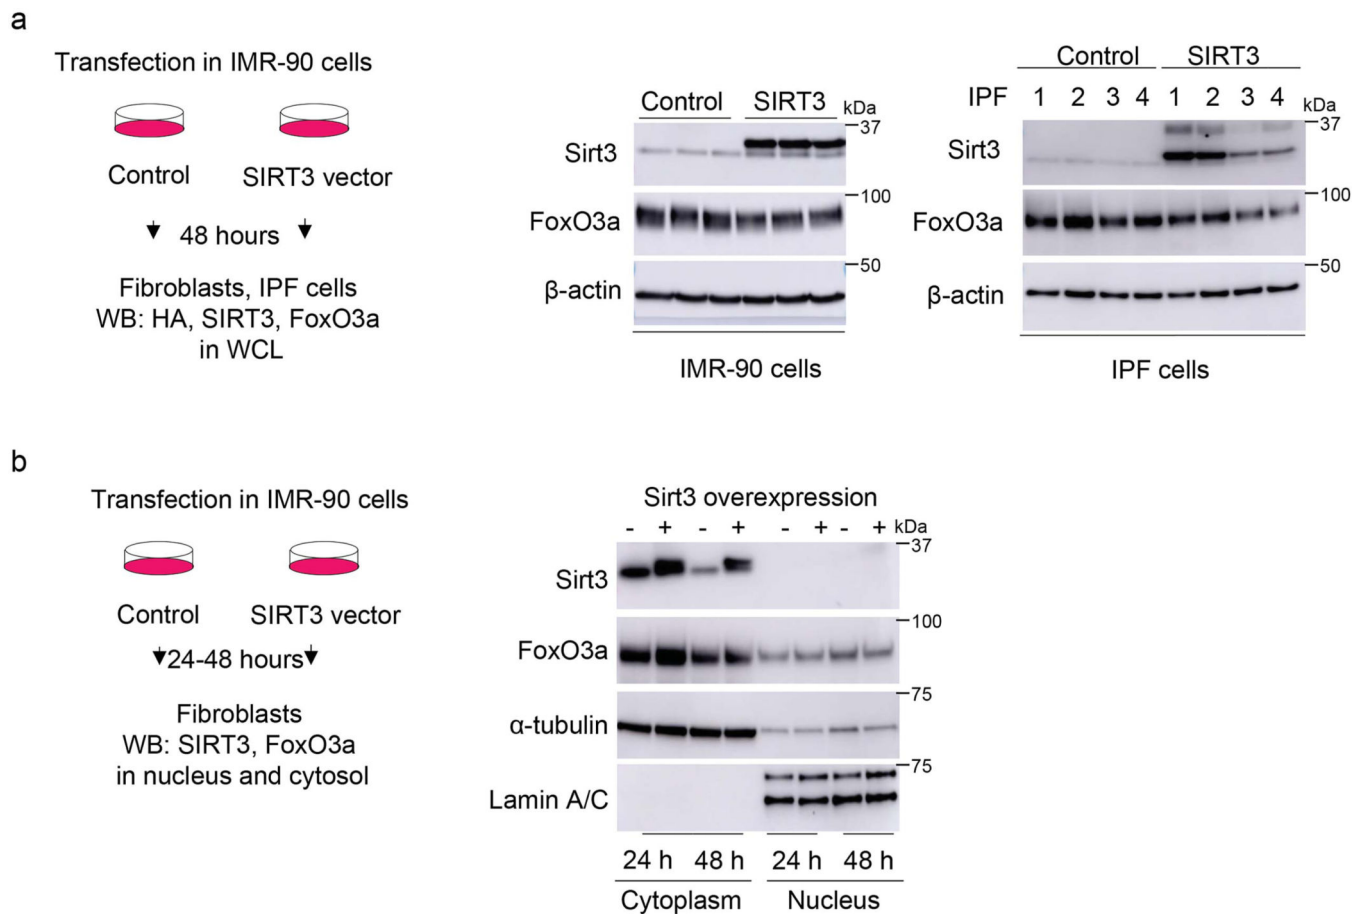 a
Transfection in IMR-90 cells
Control SIRT3 vector
48 hours
Fibroblasts, IPF cells
WB: HA, SIRT3, FoxO3a
in WCL
Control SIRT3 kDa
Sirt3 37
FoxO3a 100
β-actin 50
IMR-90 cells
Control SIRT3
IPF 1 2 3 4 1 2 3 4 kDa
Sirt3 37
FoxO3a 100
β-actin 50
IPF cells
b
Transfection in IMR-90 cells
Control SIRT3 vector
24-48 hours
Fibroblasts
WB: SIRT3, FoxO3a
in nucleus and cytosol
Sirt3 overexpression
- + - + - + - + kDa
Sirt3 37
FoxO3a 100
α-tubulin 75
Lamin A/C 75
24 h 48 h 24 h 48 h
Cytoplasm Nucleus